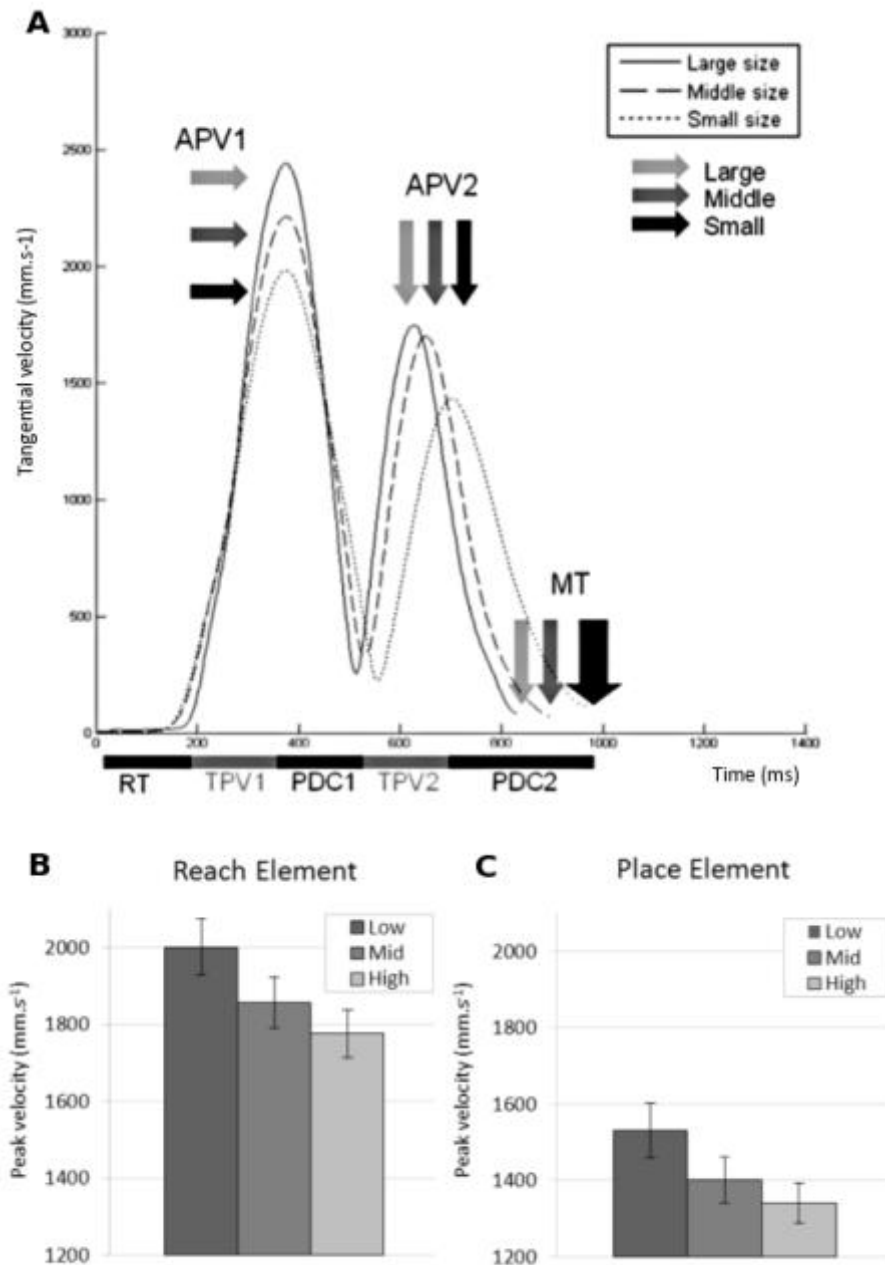 A
3000
2500
2000
1500
1000
500
0
Tangential velocity (mm.s-1)
Large size
Middle size
Small size
APV1
APV2
Large
Middle
Small
MT
0 200 400 600 800 1000 1200 1400
RT TPV1 PDC1 TPV2 PDC2
Time (ms)
B Reach Element
Peak velocity (mm.s-1)
2000
1800
1600
1400
1200
Low
Mid
High
C Place Element
Peak velocity (mm.s-1)
2000
1800
1600
1400
1200
Low
Mid
High